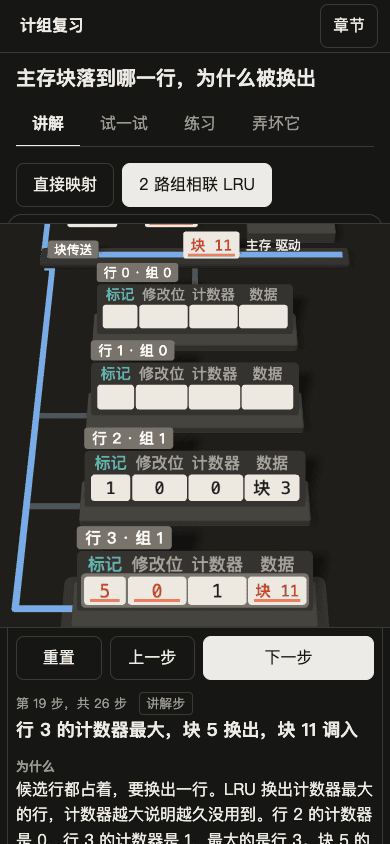 计组复习
章节
主存块落到哪一行，为什么被换出
讲解 试一试 练习 弄坏它
直接映射 2 路组相联 LRU
块传送 块 11 主存 驱动
行 0 · 组 0
标记 修改位 计数器 数据
行 1 · 组 0
标记 修改位 计数器 数据
行 2 · 组 1
标记 修改位 计数器 数据
1 0 0 块 3
行 3 · 组 1
标记 修改位 计数器 数据
5 0 1 块 11
重置 上一步 下一步
第 19 步，共 26 步 讲解步
行 3 的计数器最大，块 5 换出，块 11 调入
为什么
候选行都占着，要换出一行。LRU 换出计数器最大
的行，计数器越大说明越久没用到。行 2 的计数器
是 0，行 3 的计数器是 1，最大的是行 3，块 5 的